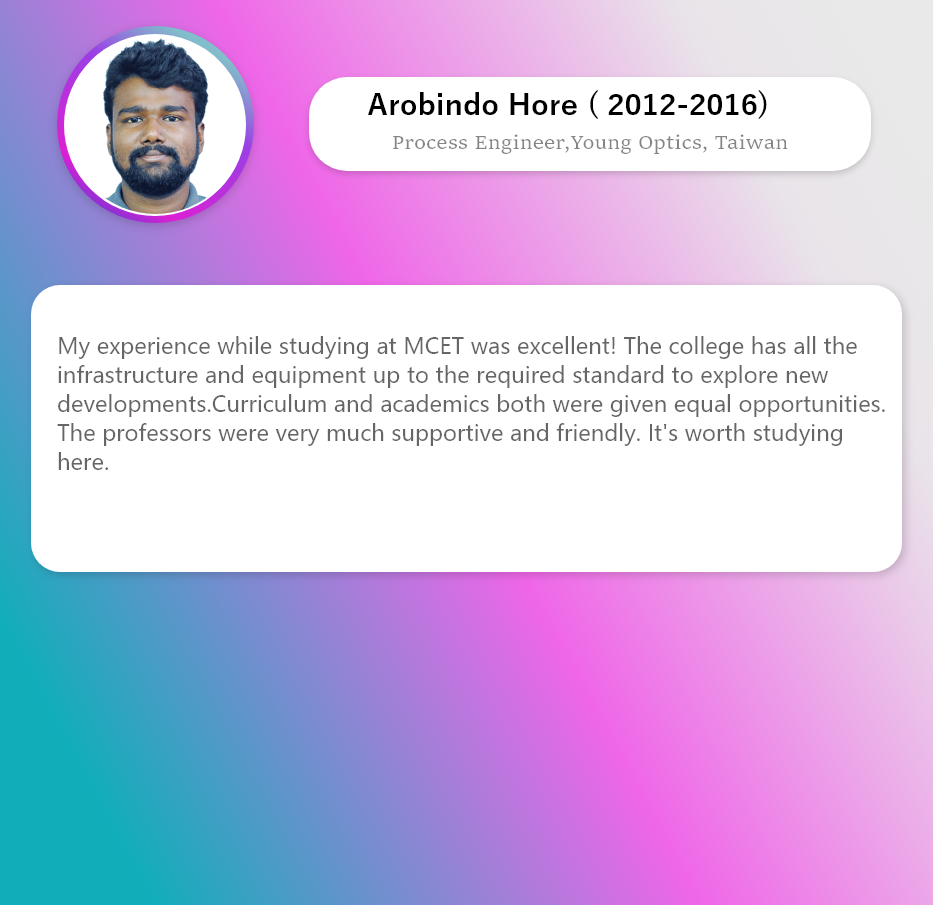 Arobindo Hore ( 2012-2016)
Process Engineer,Young Optics, Taiwan
My experience while studying at MCET was excellent! The college has all the
infrastructure and equipment up to the required standard to explore new
developments.Curriculum and academics both were given equal opportunities.
The professors were very much supportive and friendly. It's worth studying
here.